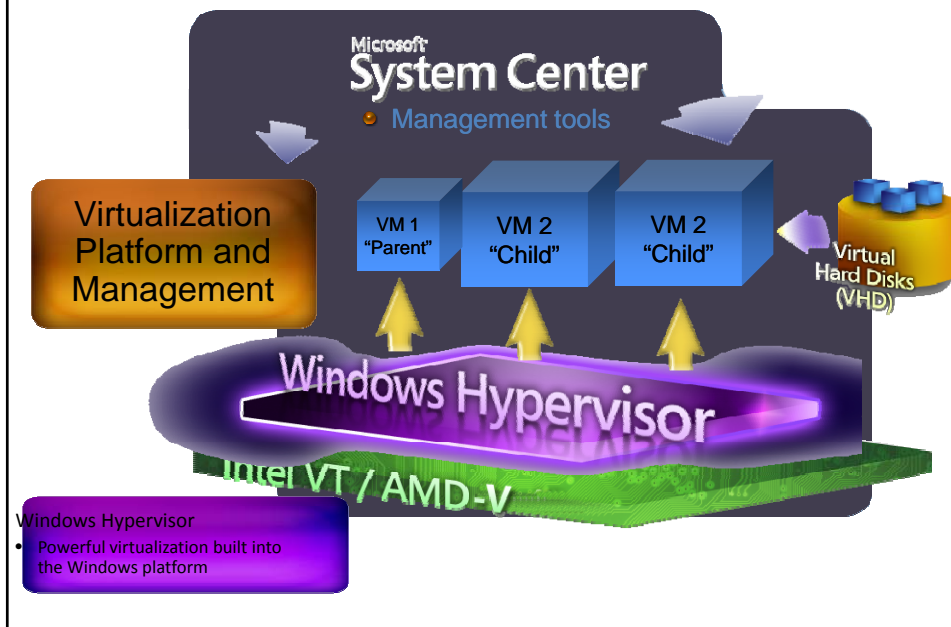 Microsoft
System Center
Management tools
Virtualization
Platform and
Management
VM 1
“Parent”
VM 2
“Child”
VM 2
“Child”
Virtual
Hard Disks
(VHD)
Windows Hypervisor
Intel VT / AMD-V
Windows Hypervisor
• Powerful virtualization built into
the Windows platform